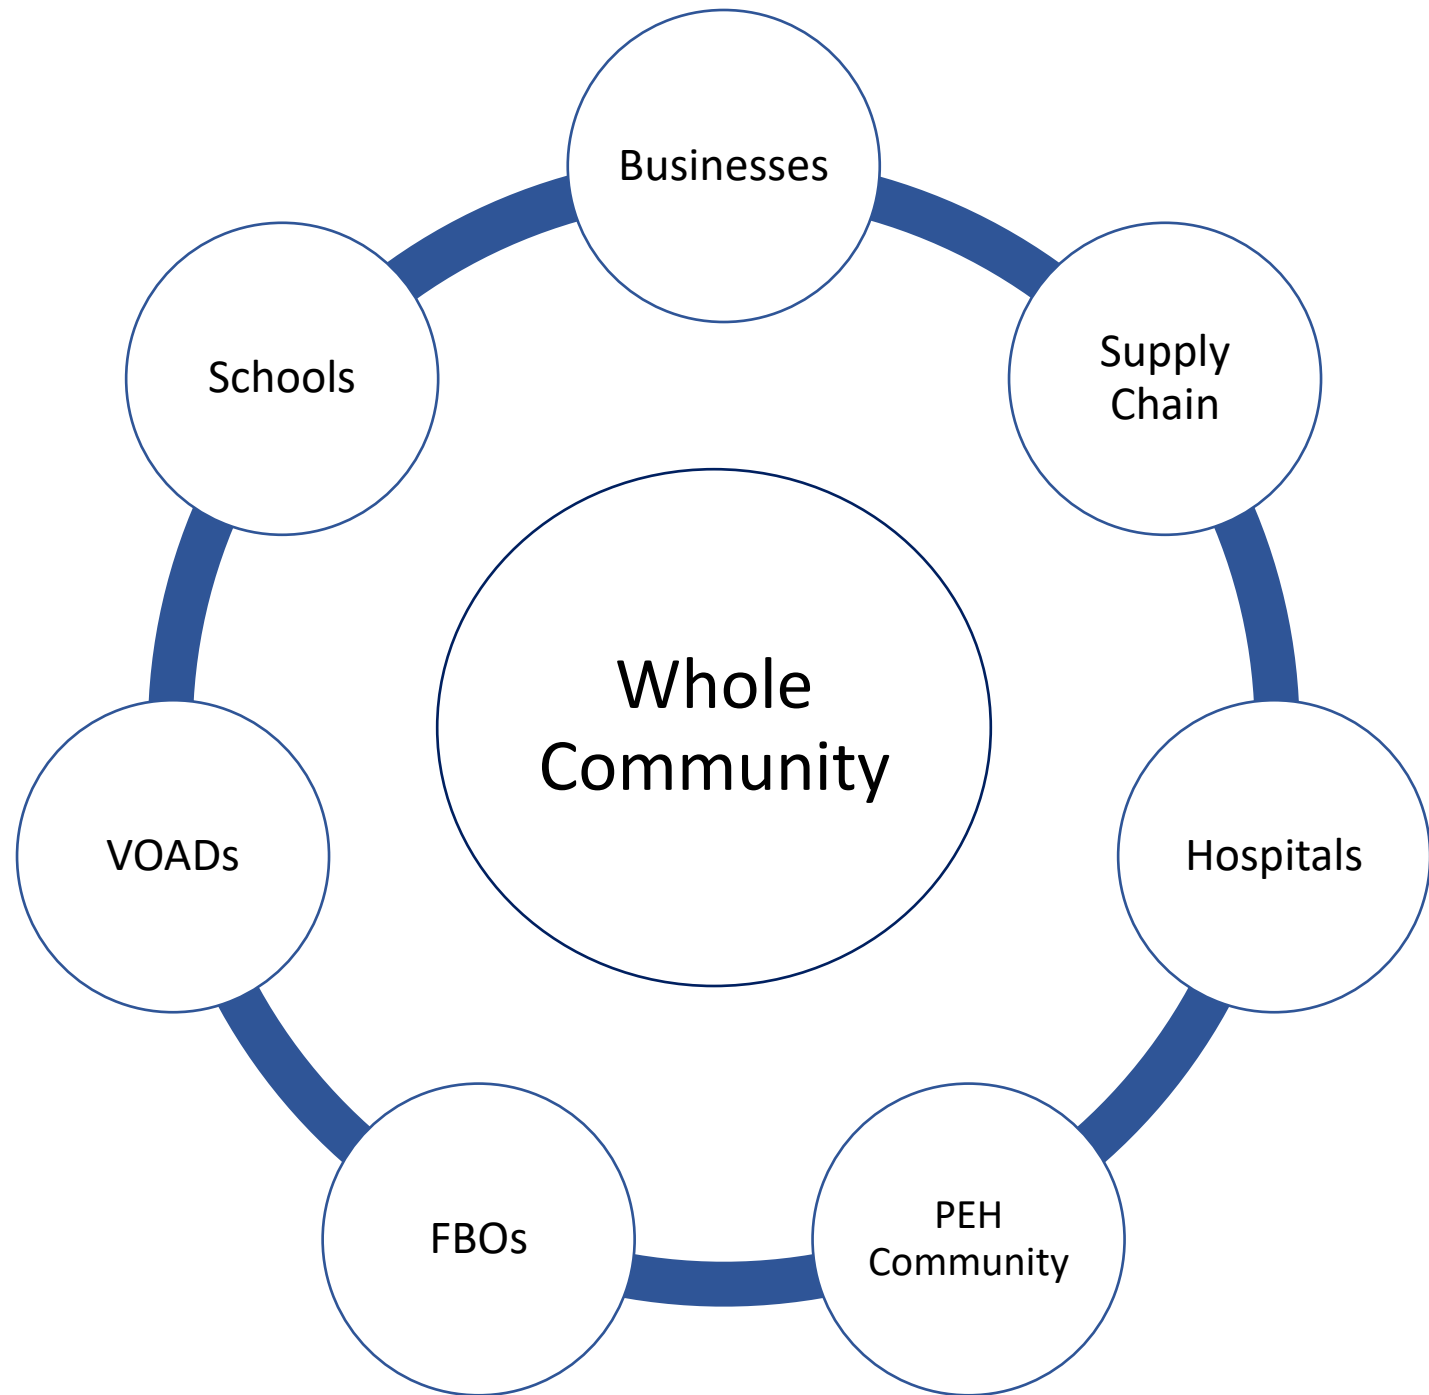 Businesses
Supply
Chain
Hospitals
PEH
Community
FBOs
VOADs
Schools
Whole
Community